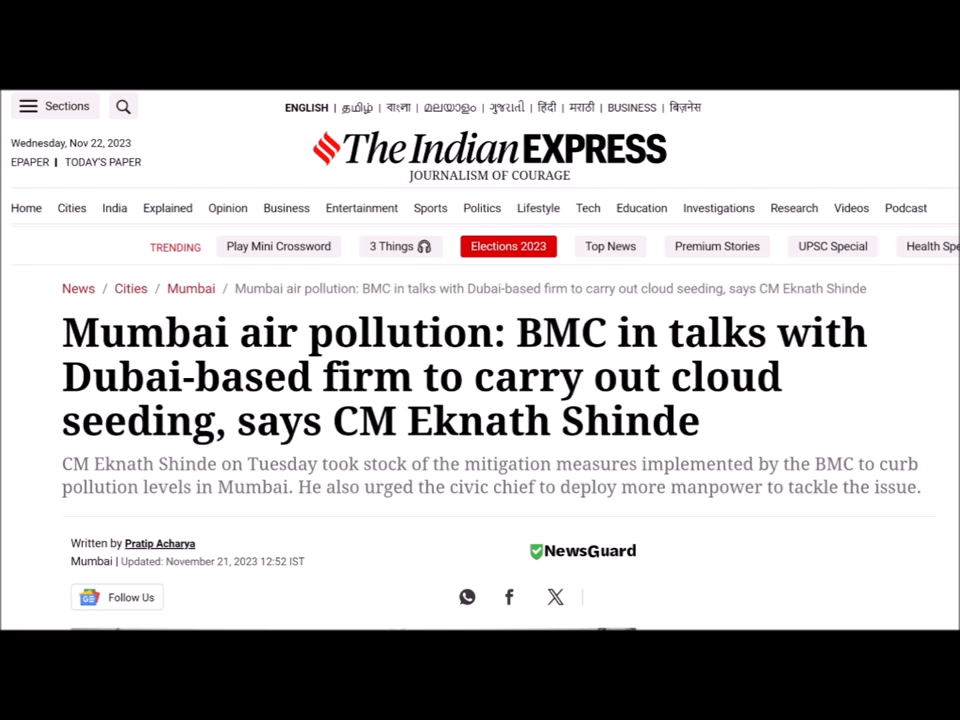 Sections
ENGLISH | தமிழ் | বাংলা | മലയാളം | ગુજરાતી | हिंदी | मराठी | BUSINESS | बिज़नेस
Wednesday, Nov 22, 2023
EPAPER | TODAY'S PAPER
The Indian EXPRESS
JOURNALISM OF COURAGE
Home Cities India Explained Opinion Business Entertainment Sports Politics Lifestyle Tech Education Investigations Research Videos Podcast
TRENDING Play Mini Crossword 3 Things Elections 2023 Top News Premium Stories UPSC Special Health Spe
News / Cities / Mumbai / Mumbai air pollution: BMC in talks with Dubai-based firm to carry out cloud seeding, says CM Eknath Shinde
Mumbai air pollution: BMC in talks with
Dubai-based firm to carry out cloud
seeding, says CM Eknath Shinde
CM Eknath Shinde on Tuesday took stock of the mitigation measures implemented by the BMC to curb
pollution levels in Mumbai. He also urged the civic chief to deploy more manpower to tackle the issue.
Written by Pratip Acharya
Mumbai | Updated: November 21, 2023 12:52 IST
NewsGuard
Follow Us